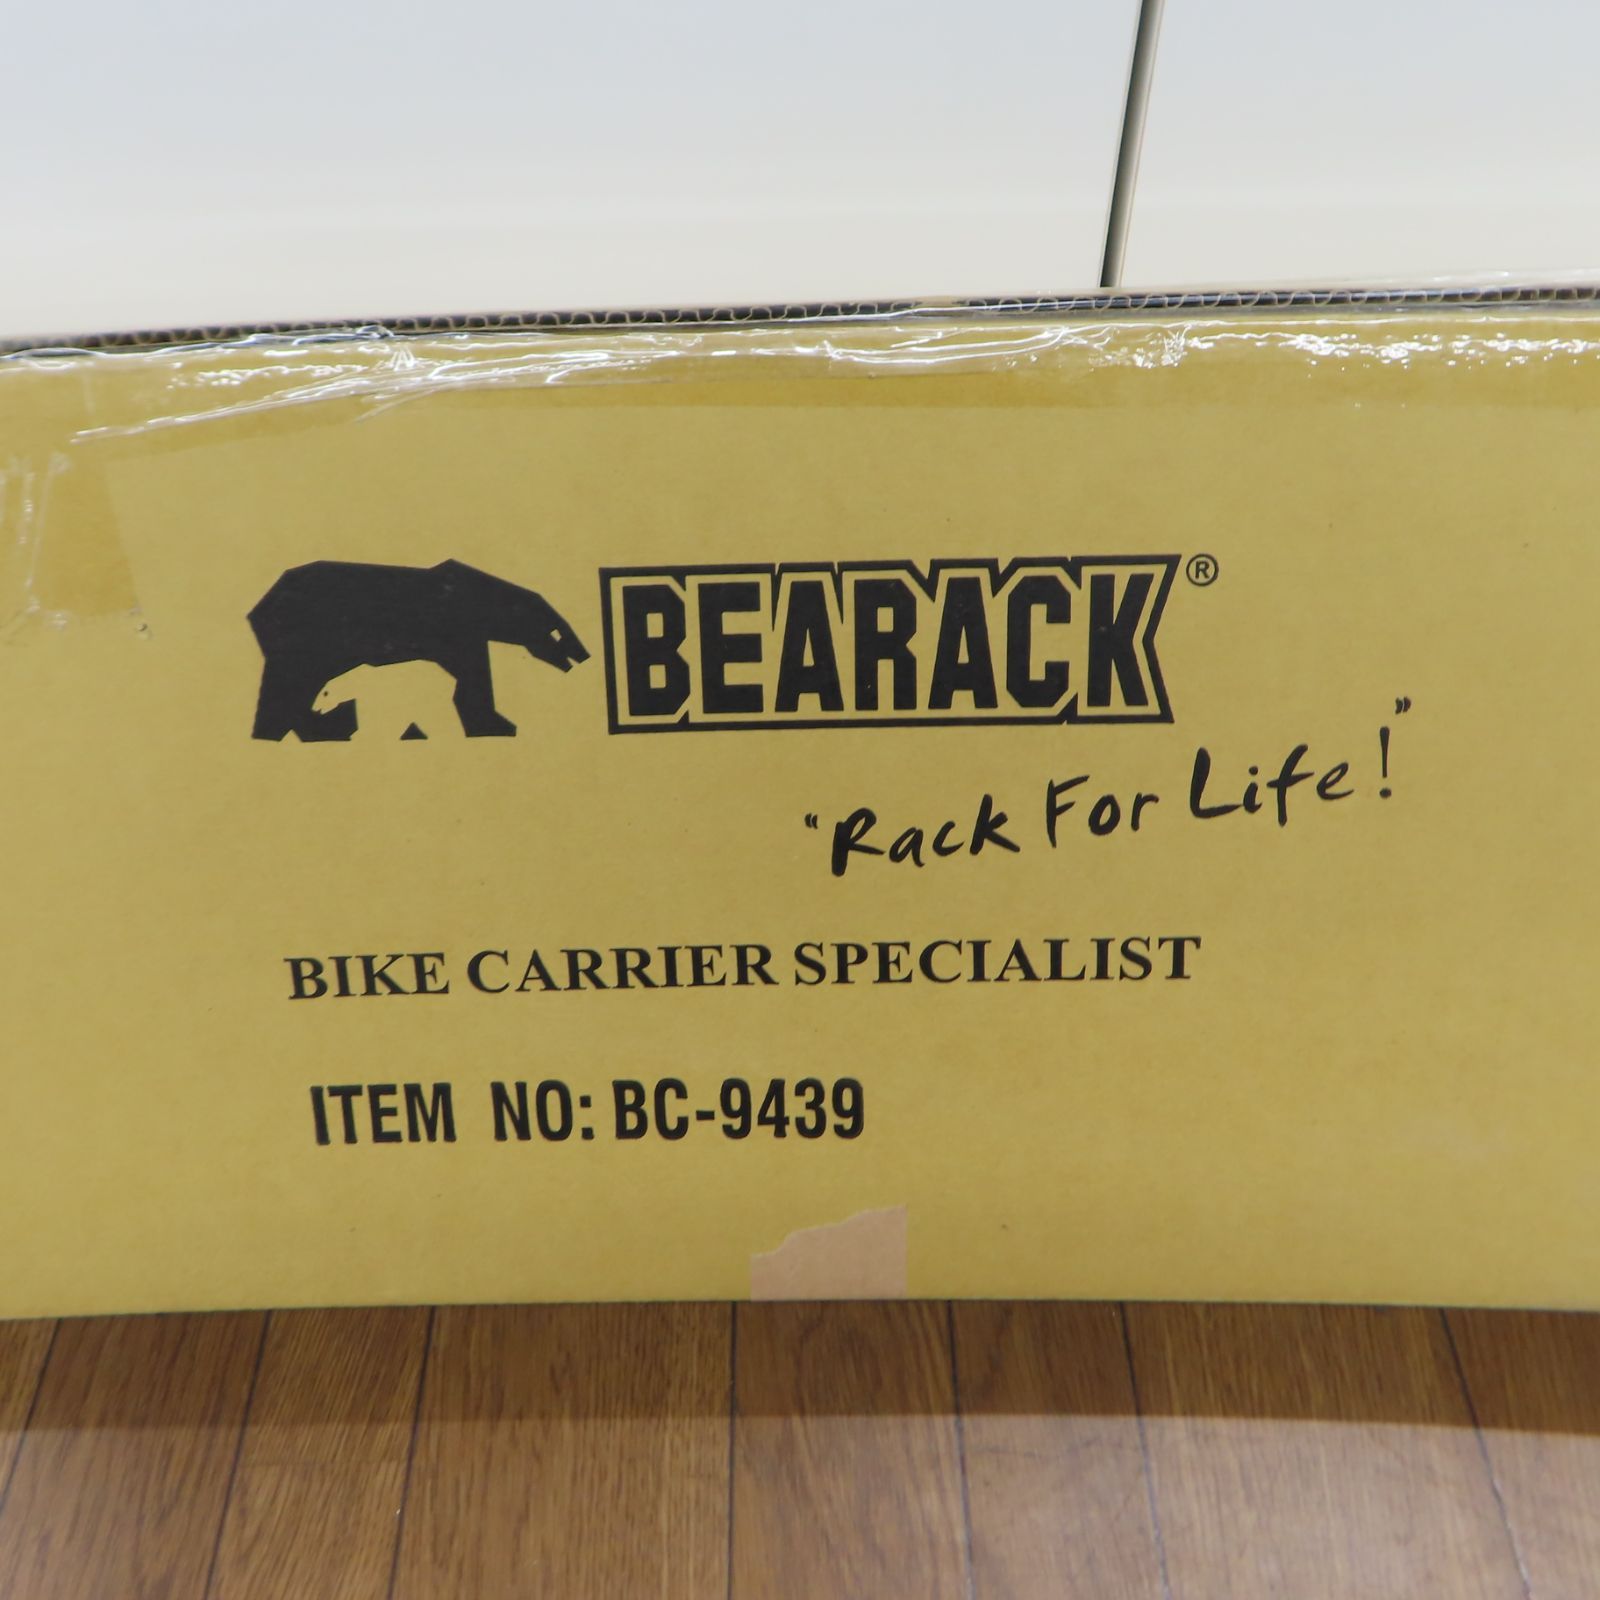 BEARACK®
"Rack For Life!"
BIKE CARRIER SPECIALIST
ITEM NO: BC-9439